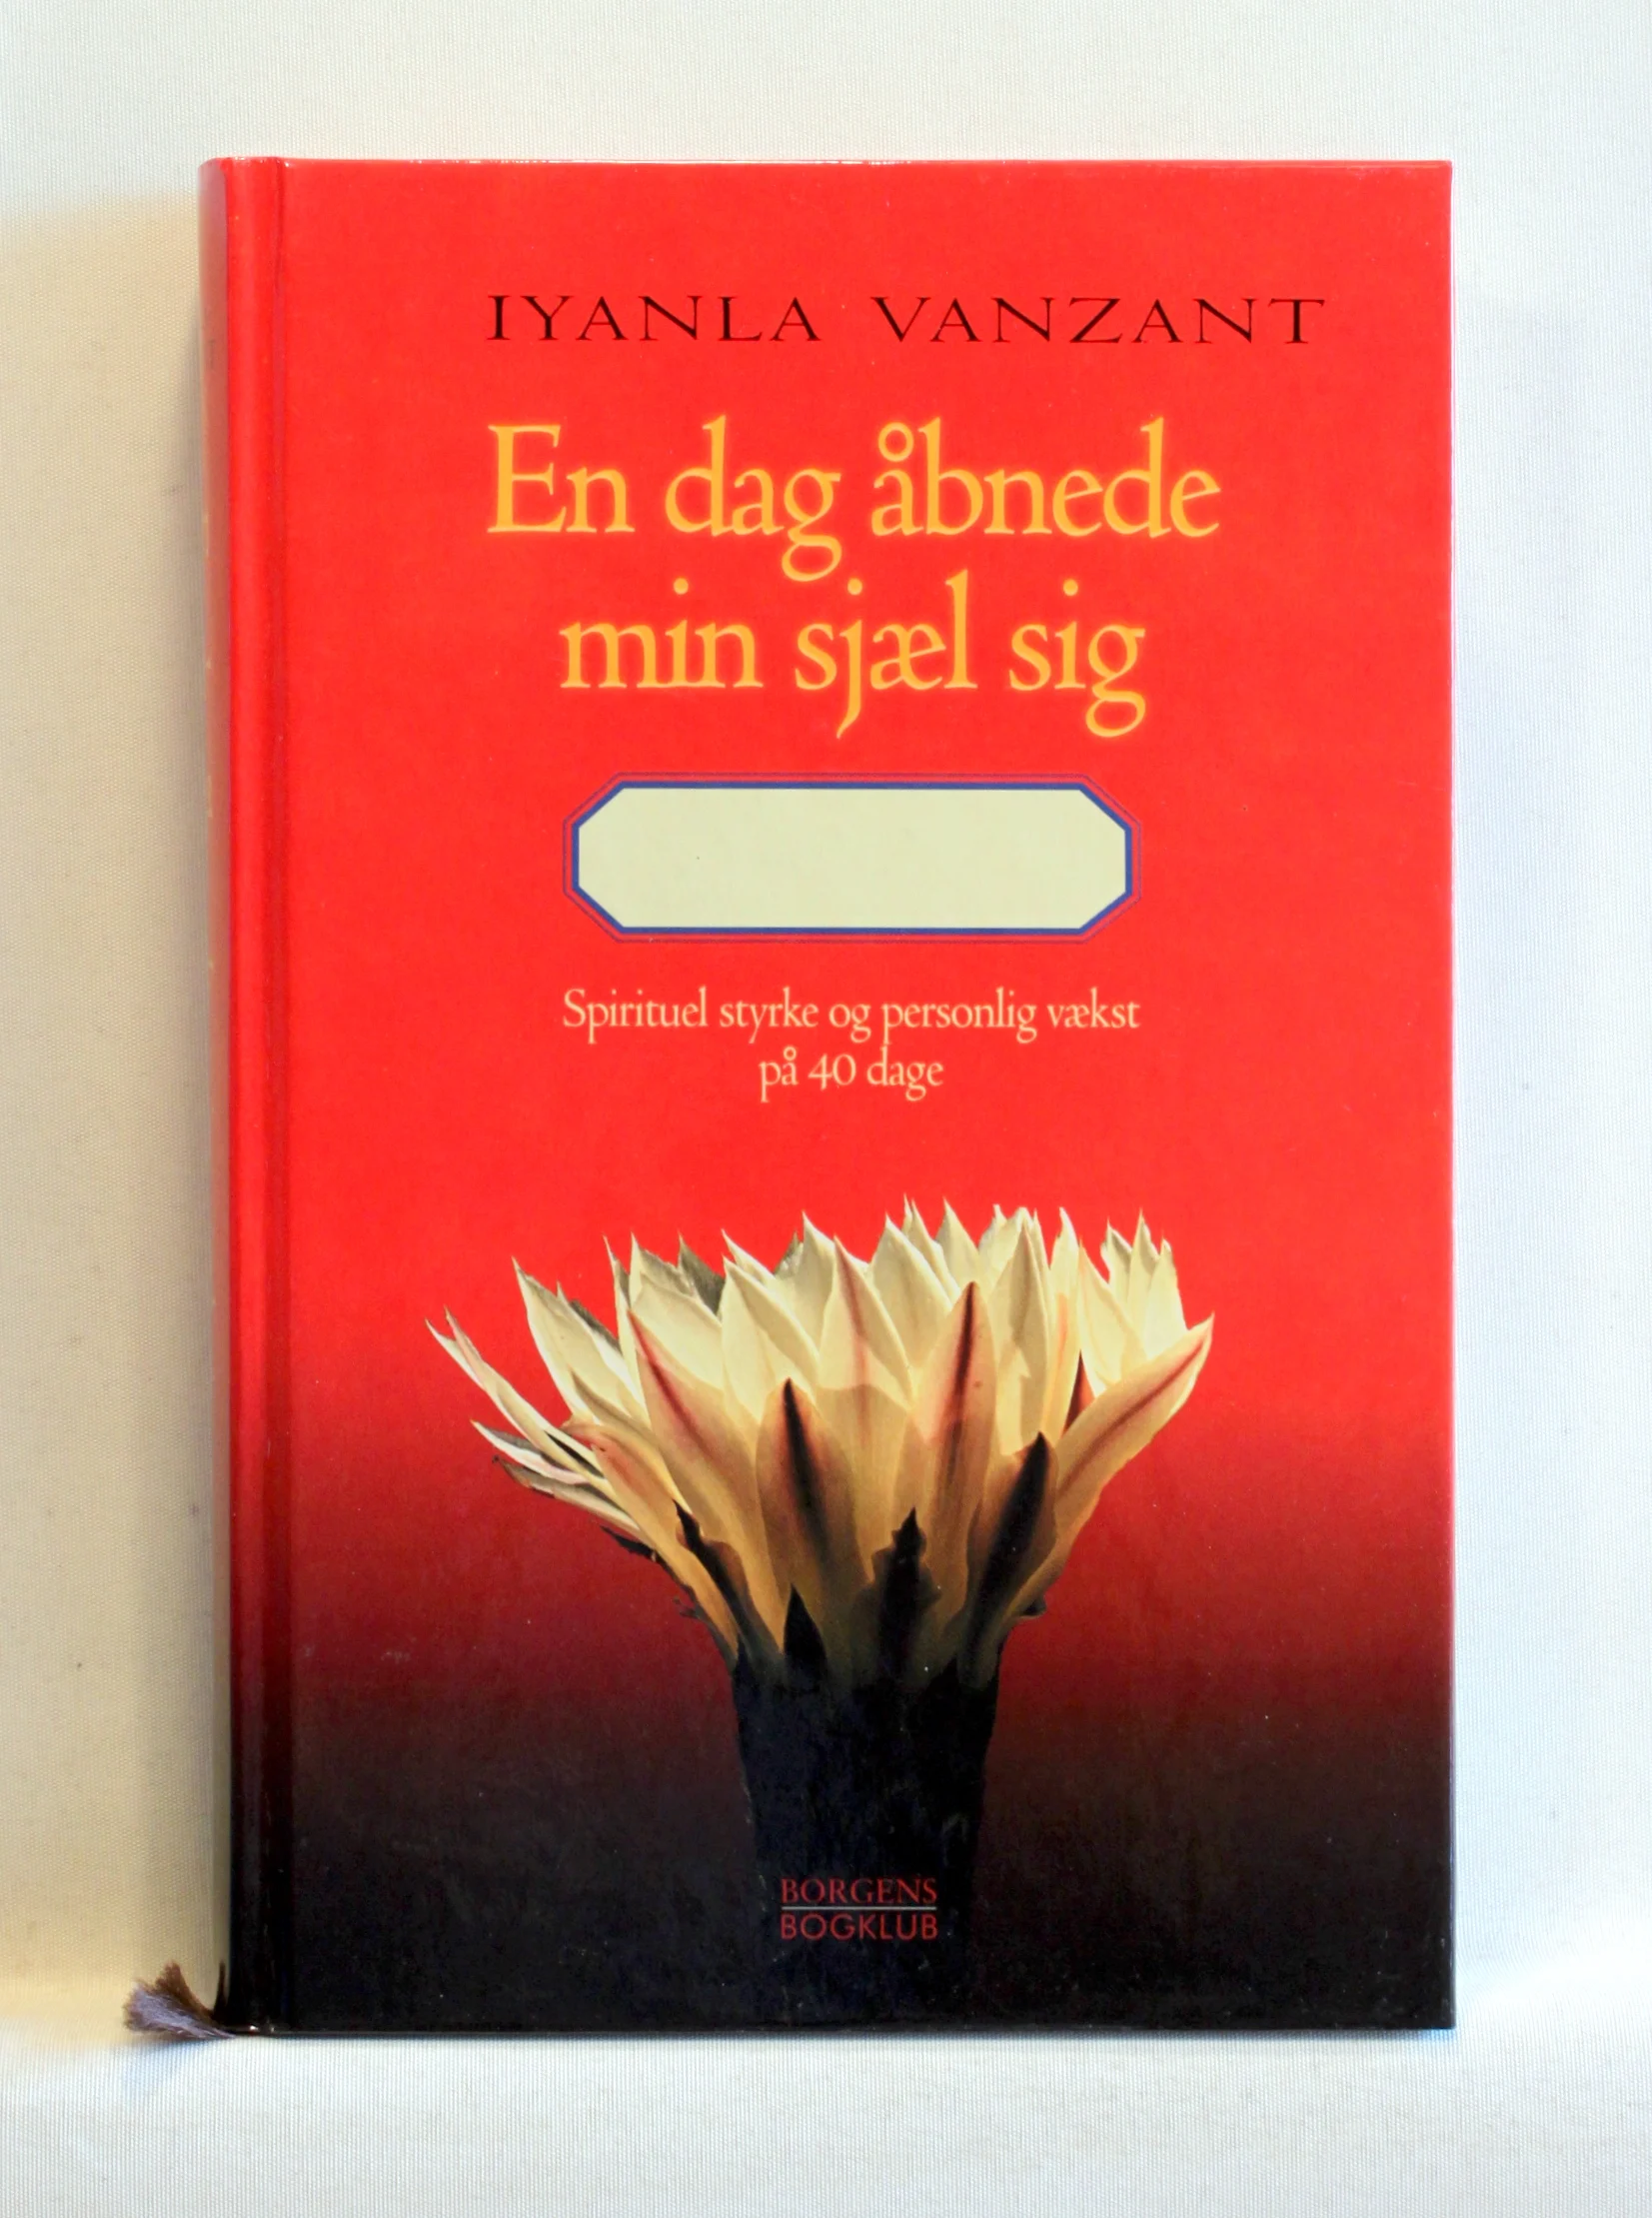 IYANLA VANZANT
En dag åbnede
min sjæl sig
Spirituel styrke og personlig vækst
på 40 dage
BORGENS
BOGKLUB